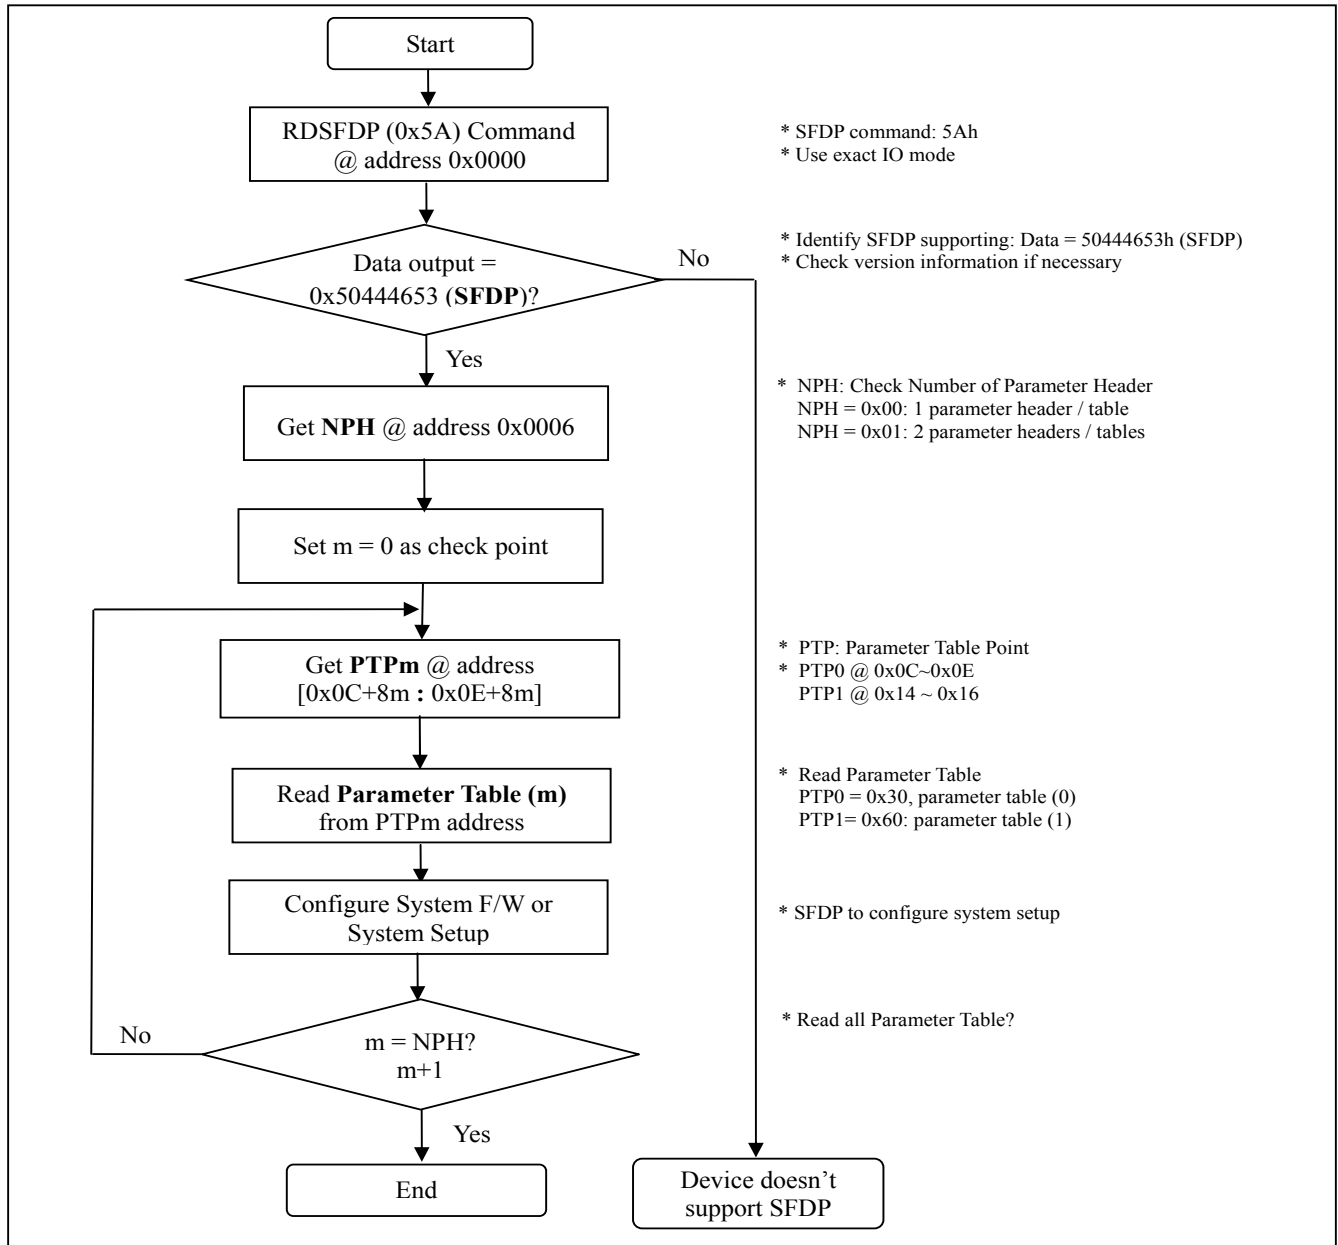 Start
RDSFDP (0x5A) Command
@ address 0x0000
* SFDP command: 5Ah
* Use exact IO mode
Data output =
0x50444653 (SFDP)?
No
* Identify SFDP supporting: Data = 50444653h (SFDP)
* Check version information if necessary
Yes
Get NPH @ address 0x0006
* NPH: Check Number of Parameter Header
NPH = 0x00: 1 parameter header / table
NPH = 0x01: 2 parameter headers / tables
Set m = 0 as check point
Get PTPm @ address
[0x0C+8m : 0x0E+8m]
* PTP: Parameter Table Point
* PTP0 @ 0x0C~0x0E
PTP1 @ 0x14 ~ 0x16
Read Parameter Table (m)
from PTPm address
* Read Parameter Table
PTP0 = 0x30, parameter table (0)
PTP1= 0x60: parameter table (1)
Configure System F/W or
System Setup
* SFDP to configure system setup
No
m = NPH?
m+1
* Read all Parameter Table?
Yes
End
Device doesn’t
support SFDP